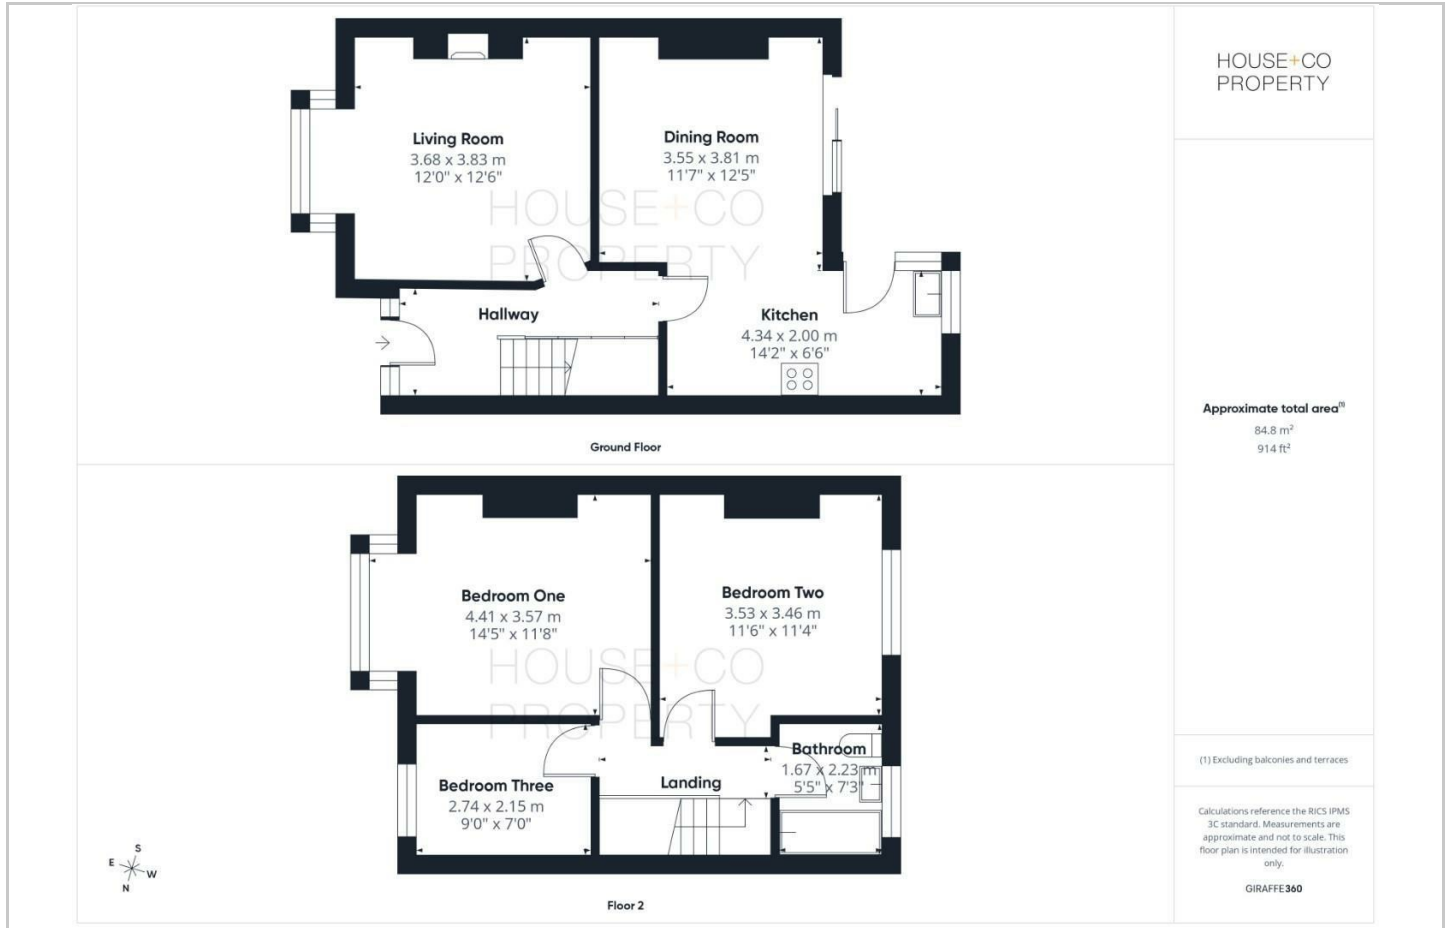 HOUSE+CO
PROPERTY
Living Room
3.68 x 3.83 m
12'0" x 12'6"
Dining Room
3.55 x 3.81 m
11'7" x 12'5"
HOUSE+CO
PROPERTY
Hallway
Kitchen
4.34 x 2.00 m
14'2" x 6'6"
Ground Floor
Approximate total area(1)
84.8 m²
914 ft²
Bedroom One
4.41 x 3.57 m
14'5" x 11'8"
Bedroom Two
3.53 x 3.46 m
11'6" x 11'4"
HOUSE+CO
PROPERTY
Bedroom Three
2.74 x 2.15 m
9'0" x 7'0"
Landing
Bathroom
1.67 x 2.23 m
5'5" x 7'3"
S
E
W
N
Floor 2
(1) Excluding balconies and terraces
Calculations reference the RICS IPMS
3C standard. Measurements are
approximate and not to scale. This
floor plan is intended for illustration
only.
GIRAFFE360